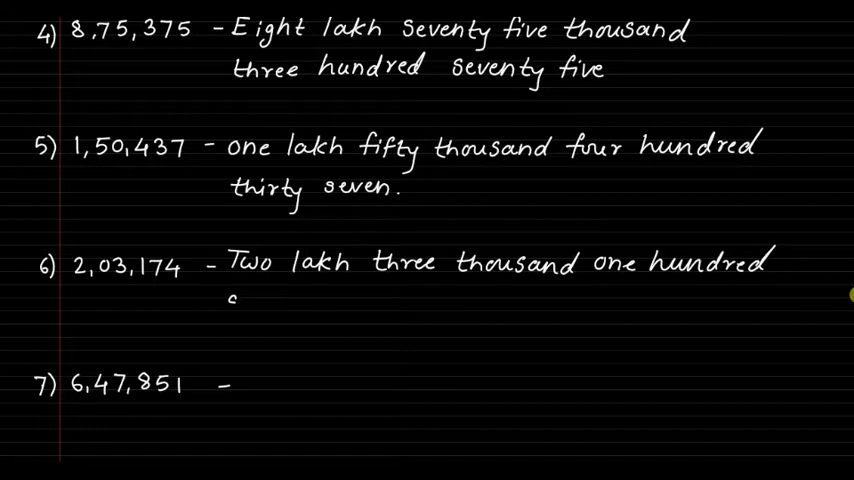 4) 8,75,375 - Eight lakh seventy five thousand
three hundred seventy five
5) 1,50,437 - one lakh fifty thousand four hundred
thirty seven.
6) 2,03,174 - Two lakh three thousand one hundred
7) 6,47,851 -